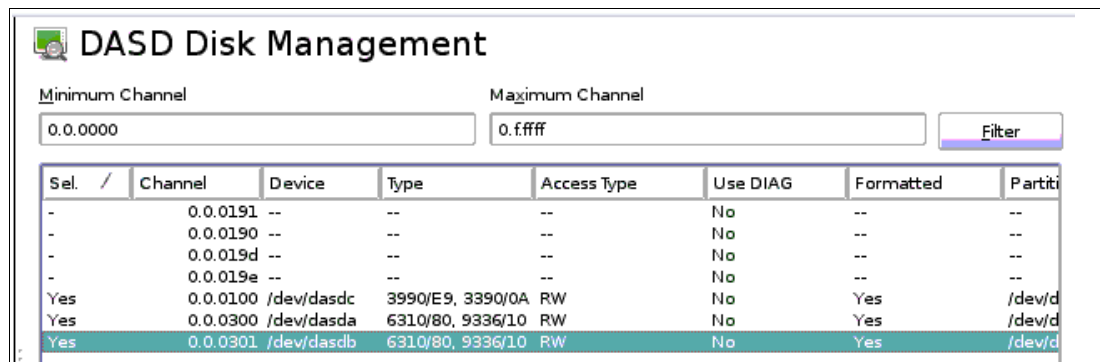 DASD Disk Management
Minimum Channel Maximum Channel
0.0.0000 0.f.ffff Filter
Sel. / Channel Device Type Access Type Use DIAG Formatted Partiti
- 0.0.0191 -- -- -- No -- --
- 0.0.0190 -- -- -- No -- --
- 0.0.019d -- -- -- No -- --
- 0.0.019e -- -- -- No -- --
Yes 0.0.0100 /dev/dasdc 3990/E9, 3390/0A RW No Yes /dev/d
Yes 0.0.0300 /dev/dasda 6310/80, 9336/10 RW No Yes /dev/d
Yes 0.0.0301 /dev/dasdb 6310/80, 9336/10 RW No Yes /dev/d